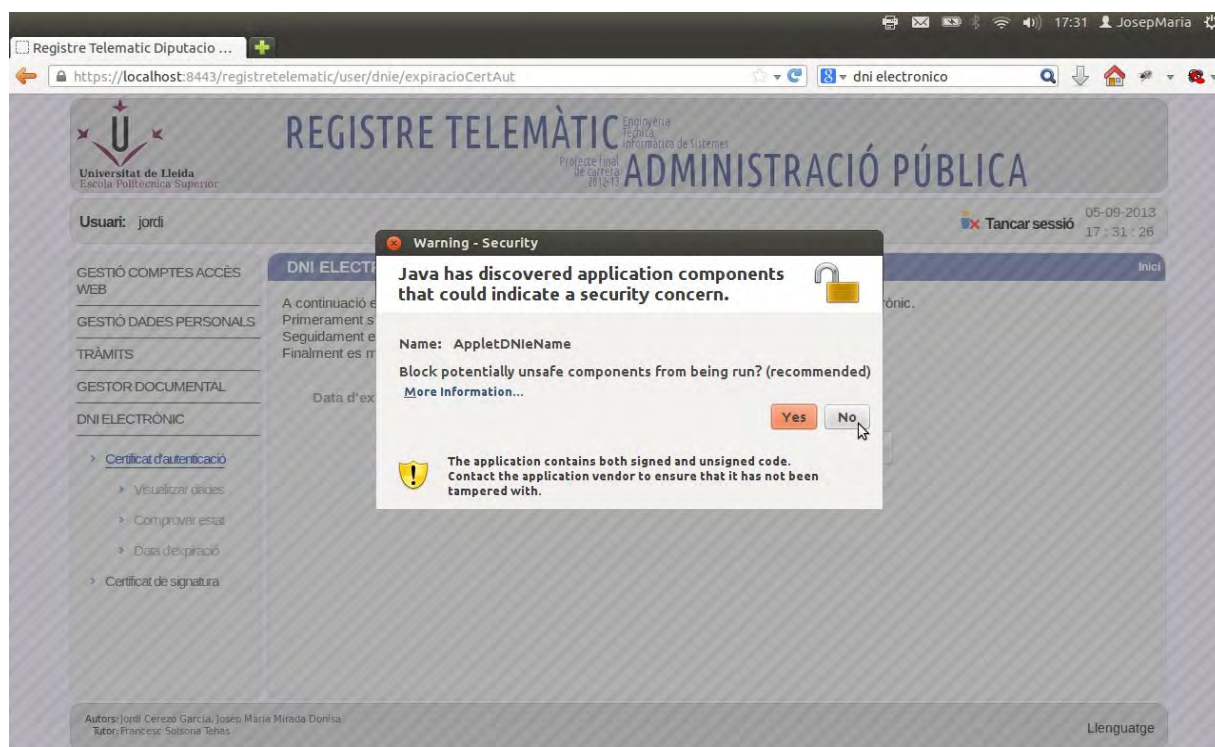 17:31 JosepMaria
Registre Telematic Diputacio ...
https://localhost:8443/registretelematic/user/dnie/expiracioCertAut
dni electronico
Ú
Universitat de Lleida
Escola Politècnica Superior
REGISTRE TELEMÀTIC
Enginyeria
Tècnica
Informàtica de Sistemes
Projecte final
de carrera
2012-13
ADMINISTRACIÓ PÚBLICA
Usuari: jordi
Tancar sessió
05-09-2013
17 : 31 : 26
GESTIÓ COMPTES ACCÈS
WEB
GESTIÓ DADES PERSONALS
TRÀMITS
GESTOR DOCUMENTAL
DNI ELECTRÒNIC
Certificat d'autenticació
Visualitzar dades
Comprovar estat
Data d'expiració
Certificat de signatura
DNI ELECT
Inici
A continuació e
ònic.
Primerament s
Seguidament e
Finalment es m
Data d'ex
Warning - Security
Java has discovered application components
that could indicate a security concern.
Name: AppletDNIeName
Block potentially unsafe components from being run? (recommended)
More Information...
Yes No
The application contains both signed and unsigned code.
Contact the application vendor to ensure that it has not been
tampered with.
Autors: Jordi Cerezo Garcia, Josep Maria Mirada Donisa
Tutor: Francesc Solsona Tehas
Llenguatge